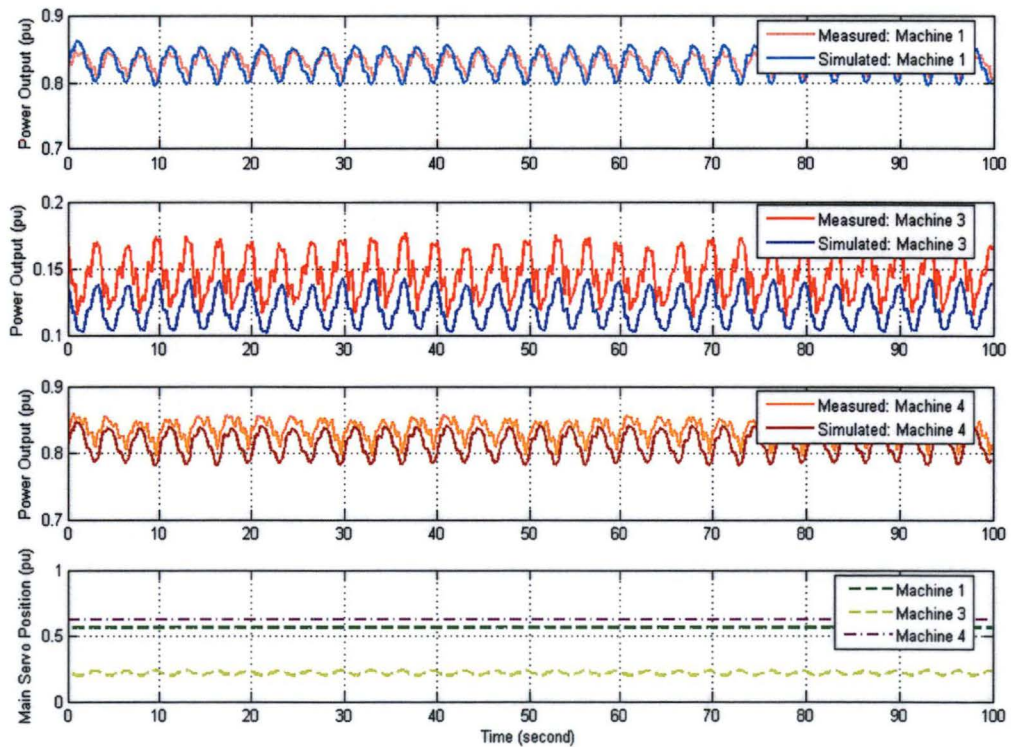 Power Output (pu)
0.9
0.8
0.7
Measured: Machine 1
Simulated: Machine 1
0 10 20 30 40 50 60 70 80 90 100
Power Output (pu)
0.2
0.15
0.1
Measured: Machine 3
Simulated: Machine 3
0 10 20 30 40 50 60 70 80 90 100
Power Output (pu)
0.9
0.8
0.7
Measured: Machine 4
Simulated: Machine 4
0 10 20 30 40 50 60 70 80 90 100
Main Servo Position (pu)
1
0.5
0
Machine 1
Machine 3
Machine 4
0 10 20 30 40 50 60 70 80 90 100
Time (second)